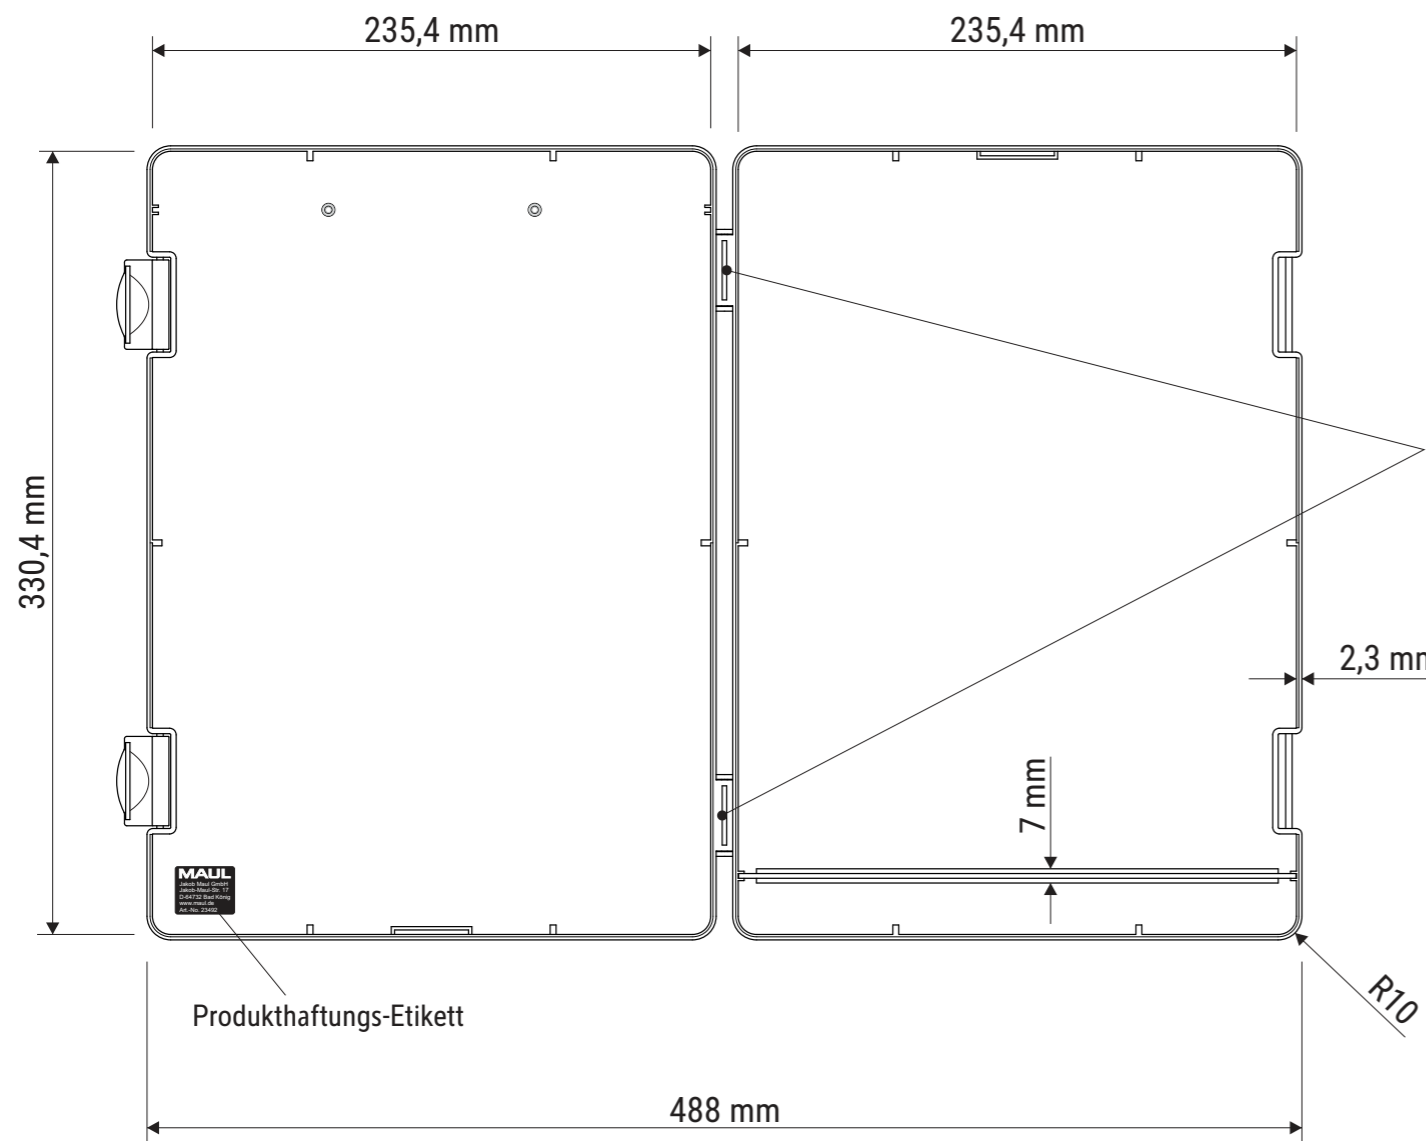 235,4 mm
235,4 mm
330,4 mm
2,3 mm
7 mm
MAUL
Jakob Maul GmbH
Jakob-Maul-Str. 17
D-64732 Bad König
www.maul.de
Art.-No. 23492
R10
Produkthaftungs-Etikett
488 mm